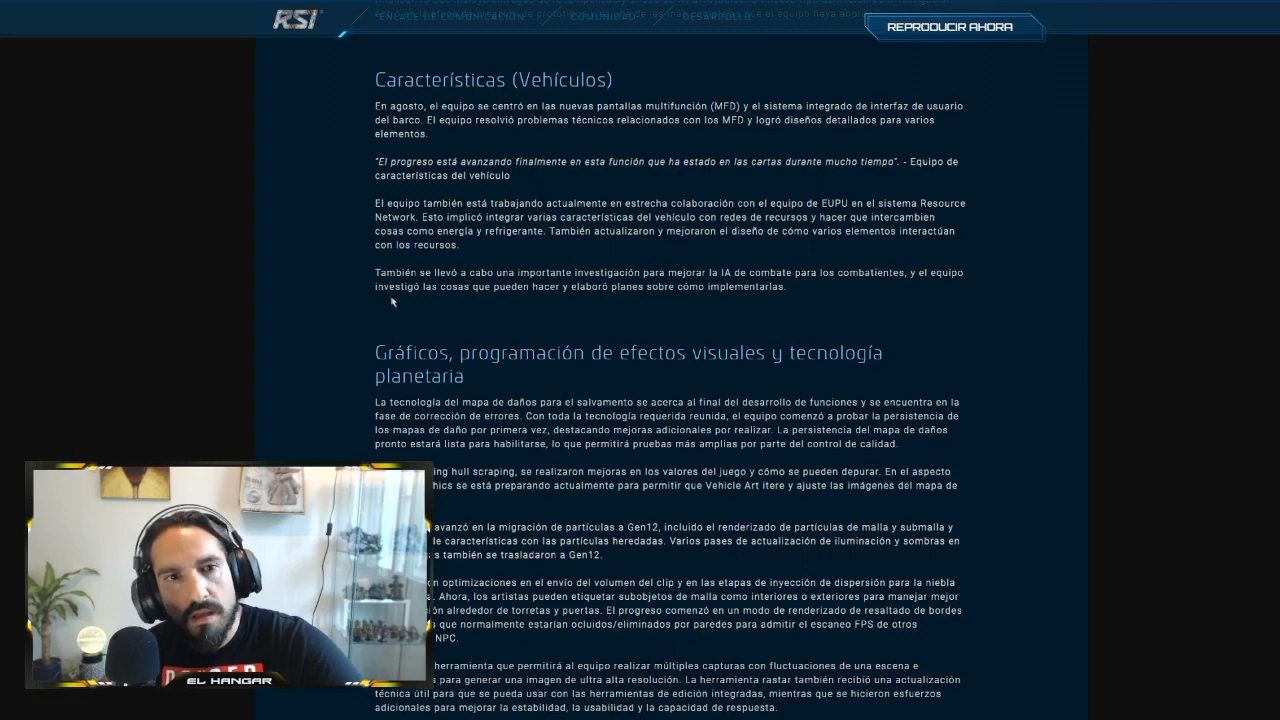 RSI
ENLACE DE COMUNICACIÓN
COMUNIDAD
DESARROLLO
REPRODUCIR AHORA
Características (Vehículos)
En agosto, el equipo se centró en las nuevas pantallas multifunción (MFD) y el sistema integrado de interfaz de usuario
del barco. El equipo resolvió problemas técnicos relacionados con los MFD y logró diseños detallados para varios
elementos.
"El progreso está avanzando finalmente en esta función que ha estado en las cartas durante mucho tiempo". - Equipo de
características del vehículo
El equipo también está trabajando actualmente en estrecha colaboración con el equipo de EUPU en el sistema Resource
Network. Esto implicó integrar varias características del vehículo con redes de recursos y hacer que intercambien
cosas como energía y refrigerante. También actualizaron y mejoraron el diseño de cómo varios elementos interactúan
con los recursos.
También se llevó a cabo una importante investigación para mejorar la IA de combate para los combatientes, y el equipo
investigó las cosas que pueden hacer y elaboró planes sobre cómo implementarlas.
Gráficos, programación de efectos visuales y tecnología
planetaria
La tecnología del mapa de daños para el salvamento se acerca al final del desarrollo de funciones y se encuentra en la
fase de corrección de errores. Con toda la tecnología requerida reunida, el equipo comenzó a probar la persistencia de
los mapas de daño por primera vez, destacando mejoras adicionales por realizar. La persistencia del mapa de daños
pronto estará lista para habilitarse, lo que permitirá pruebas más amplias por parte del control de calidad.
ing hull scraping, se realizaron mejoras en los valores del juego y cómo se pueden depurar. En el aspecto
hics se está preparando actualmente para permitir que Vehicle Art itere y ajuste las imágenes del mapa de
avanzó en la migración de partículas a Gen12, incluido el renderizado de partículas de malla y submalla y
le características con las partículas heredadas. Varios pases de actualización de iluminación y sombras en
s también se trasladaron a Gen12.
on optimizaciones en el envío del volumen del clip y en las etapas de inyección de dispersión para la niebla
. Ahora, los artistas pueden etiquetar subobjetos de malla como interiores o exteriores para manejar mejor
ión alrededor de torretas y puertas. El progreso comenzó en un modo de renderizado de resaltado de bordes
s que normalmente estarían ocluidos/eliminados por paredes para admitir el escaneo FPS de otros
NPC.
herramienta que permitirá al equipo realizar múltiples capturas con fluctuaciones de una escena e
s para generar una imagen de ultra alta resolución. La herramienta rastar también recibió una actualización
técnica útil para que se pueda usar con las herramientas de edición integradas, mientras que se hicieron esfuerzos
adicionales para mejorar la estabilidad, la usabilidad y la capacidad de respuesta.
EL HANGAR